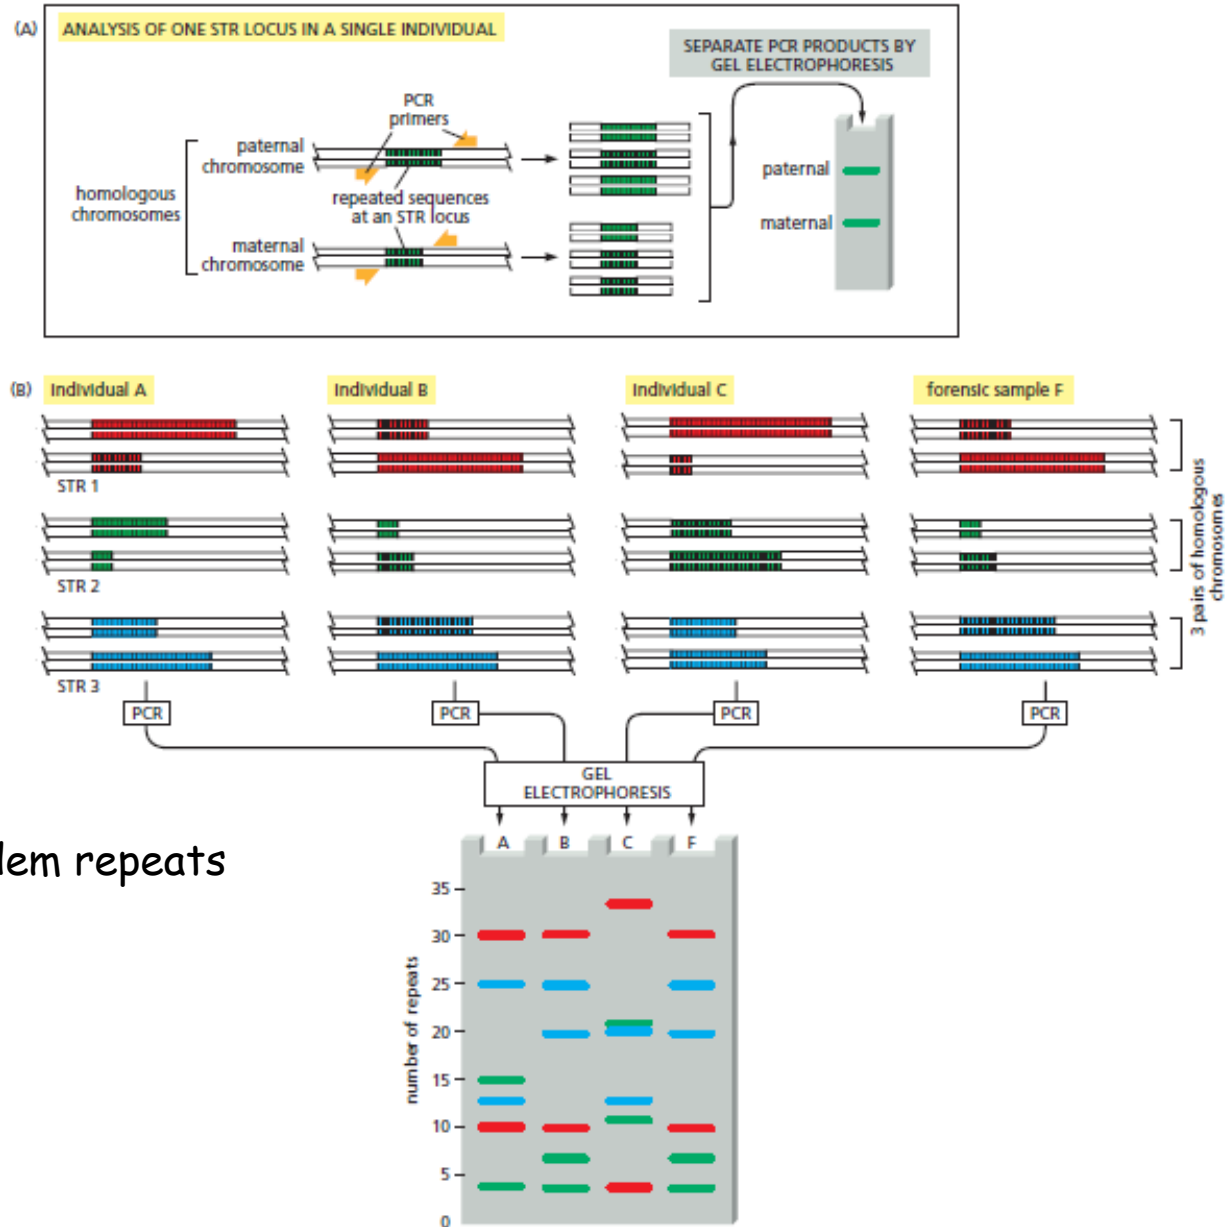 (A)
ANALYSIS OF ONE STR LOCUS IN A SINGLE INDIVIDUAL
SEPARATE PCR PRODUCTS BY
GEL ELECTROPHORESIS
PCR
primers
paternal
chromosome
homologous
chromosomes
repeated sequences
at an STR locus
maternal
chromosome
paternal
maternal
(B)
individual A
individual B
individual C
forensic sample F
STR 1
STR 2
STR 3
3 pairs of homologous
chromosomes
PCR
PCR
PCR
PCR
GEL
ELECTROPHORESIS
A B C F
repeats
number of repeats
35
30
25
20
15
10
5
0